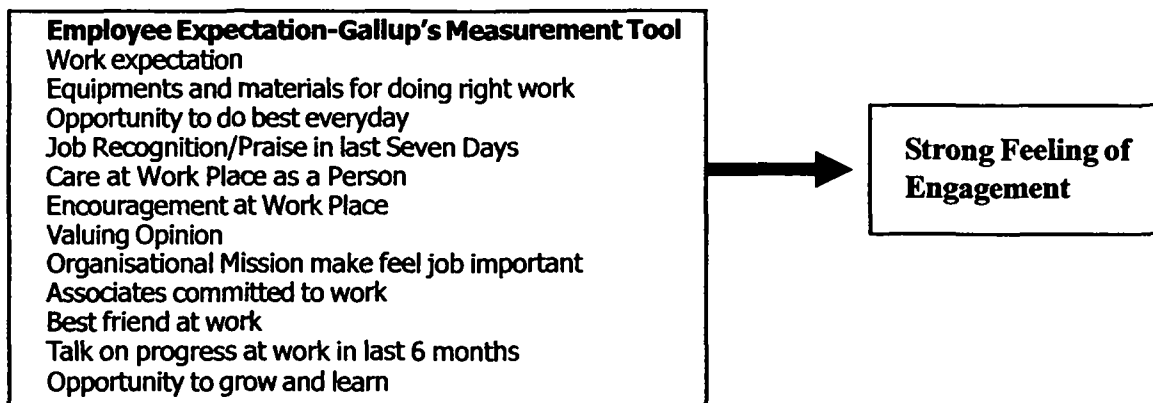 Employee Expectation-Gallup's Measurement Tool
Work expectation
Equipments and materials for doing right work
Opportunity to do best everyday
Job Recognition/Praise in last Seven Days
Care at Work Place as a Person
Encouragement at Work Place
Valuing Opinion
Organisational Mission make feel job important
Associates committed to work
Best friend at work
Talk on progress at work in last 6 months
Opportunity to grow and learn
Strong Feeling of
Engagement